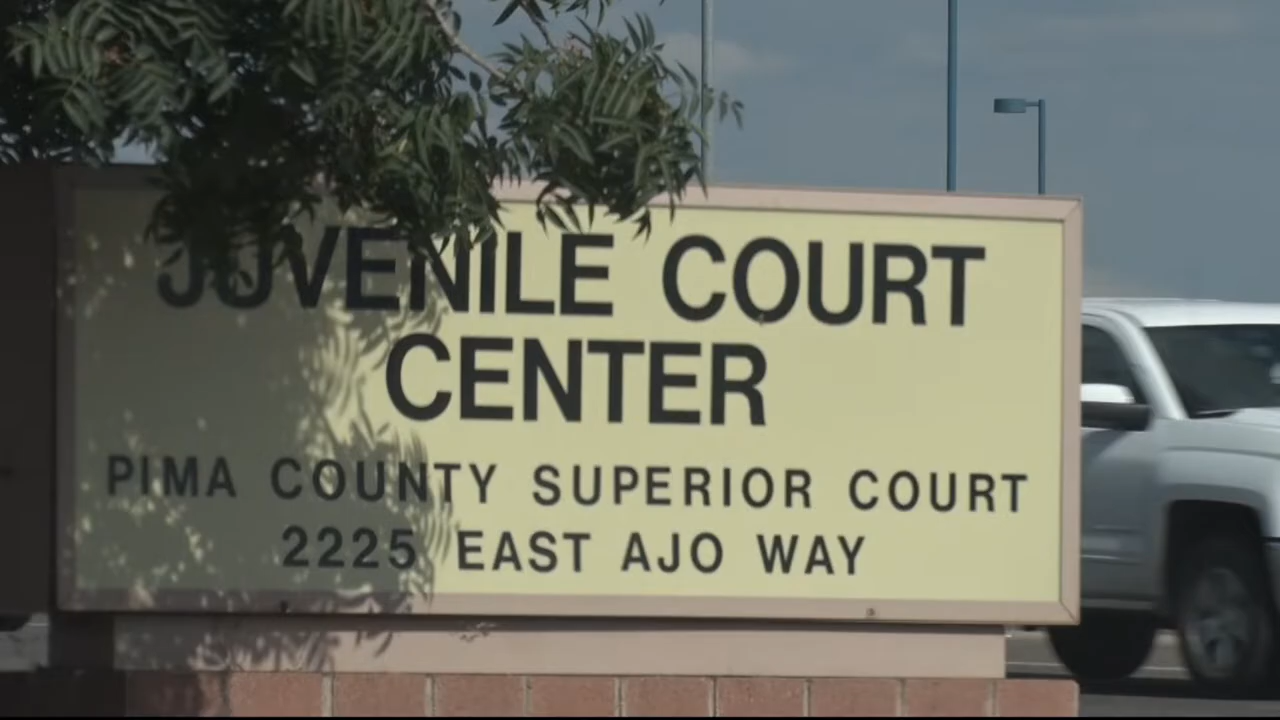 JUVENILE COURT
CENTER
PIMA COUNTY SUPERIOR COURT
2225 EAST AJO WAY